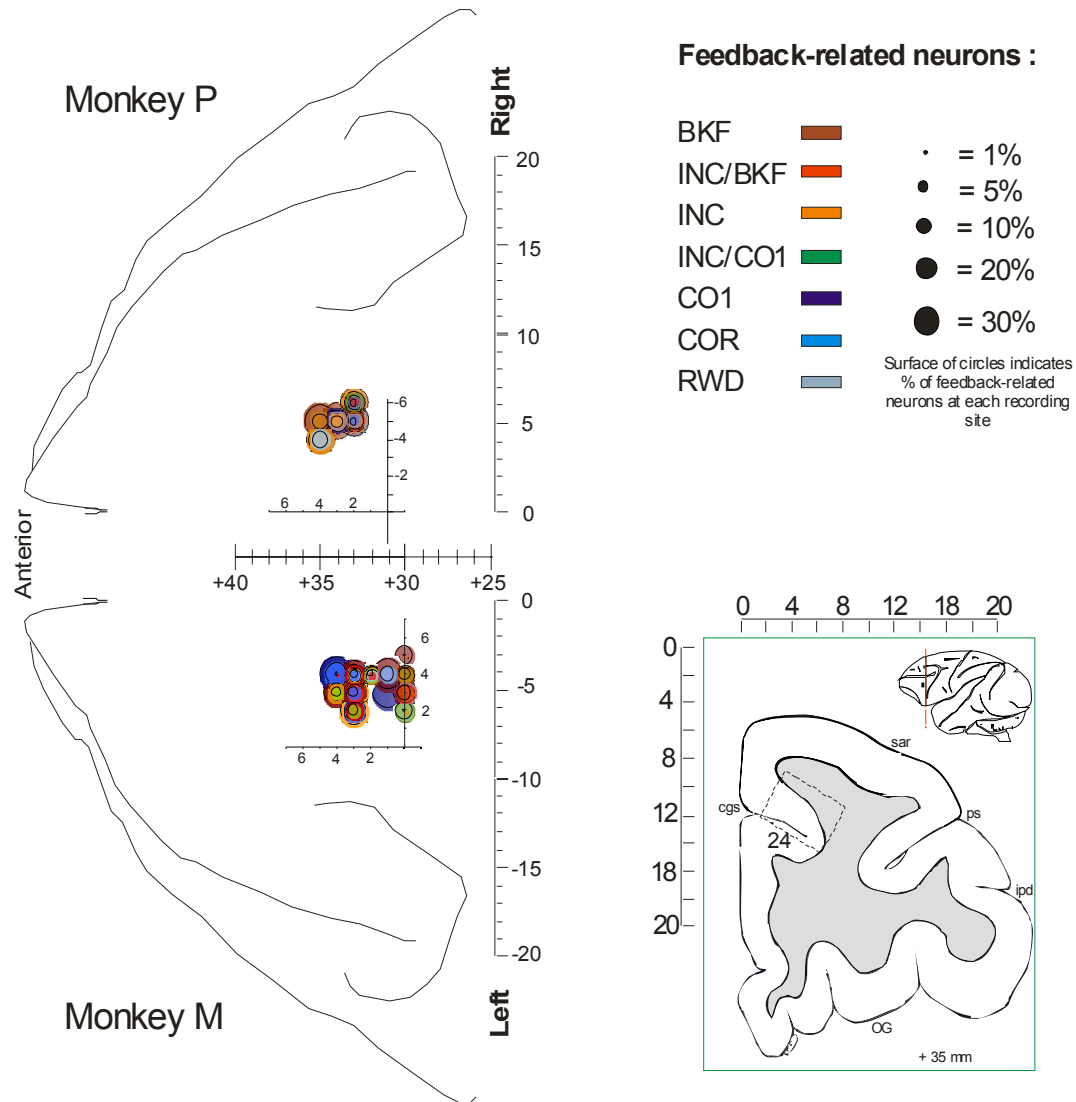 Monkey P
Right
20
15
10
5
0
-6
-4
-2
6 4 2
Anterior
+40 +35 +30 +25
0
-5
-10
-15
-20
6
4
2
6 4 2
Left
Monkey M
Feedback-related neurons :
BKF
INC/BKF
INC
INC/CO1
CO1
COR
RWD
= 1%
= 5%
= 10%
= 20%
= 30%
Surface of circles indicates
% of feedback-related
neurons at each recording
site
0 4 8 12 16 20
0
4
8
12
18
20
sar
cgs
ps
24
ipd
OG
+ 35 mm